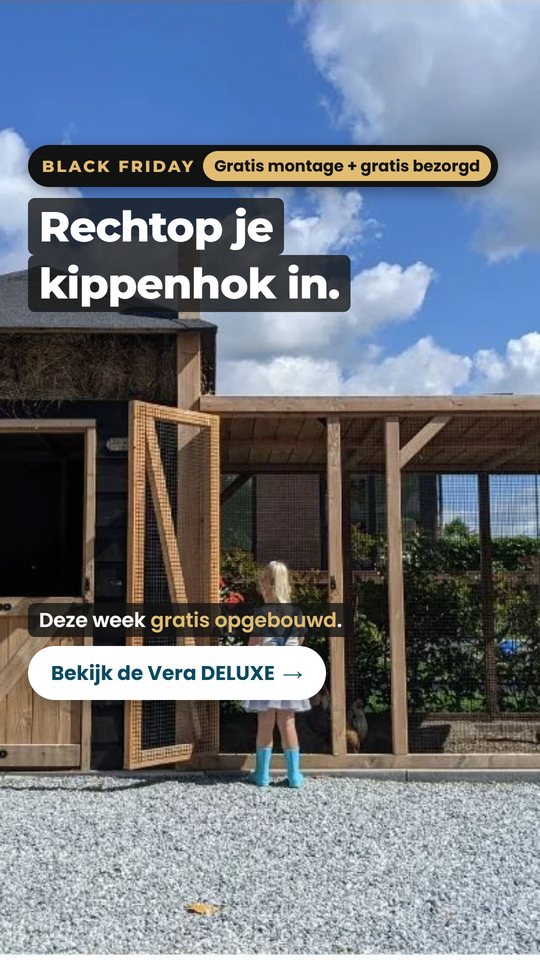 BLACK FRIDAY Gratis montage + gratis bezorgd
Rechtop je
kippenhok in.
Deze week gratis opgebouwd.
Bekijk de Vera DELUXE →